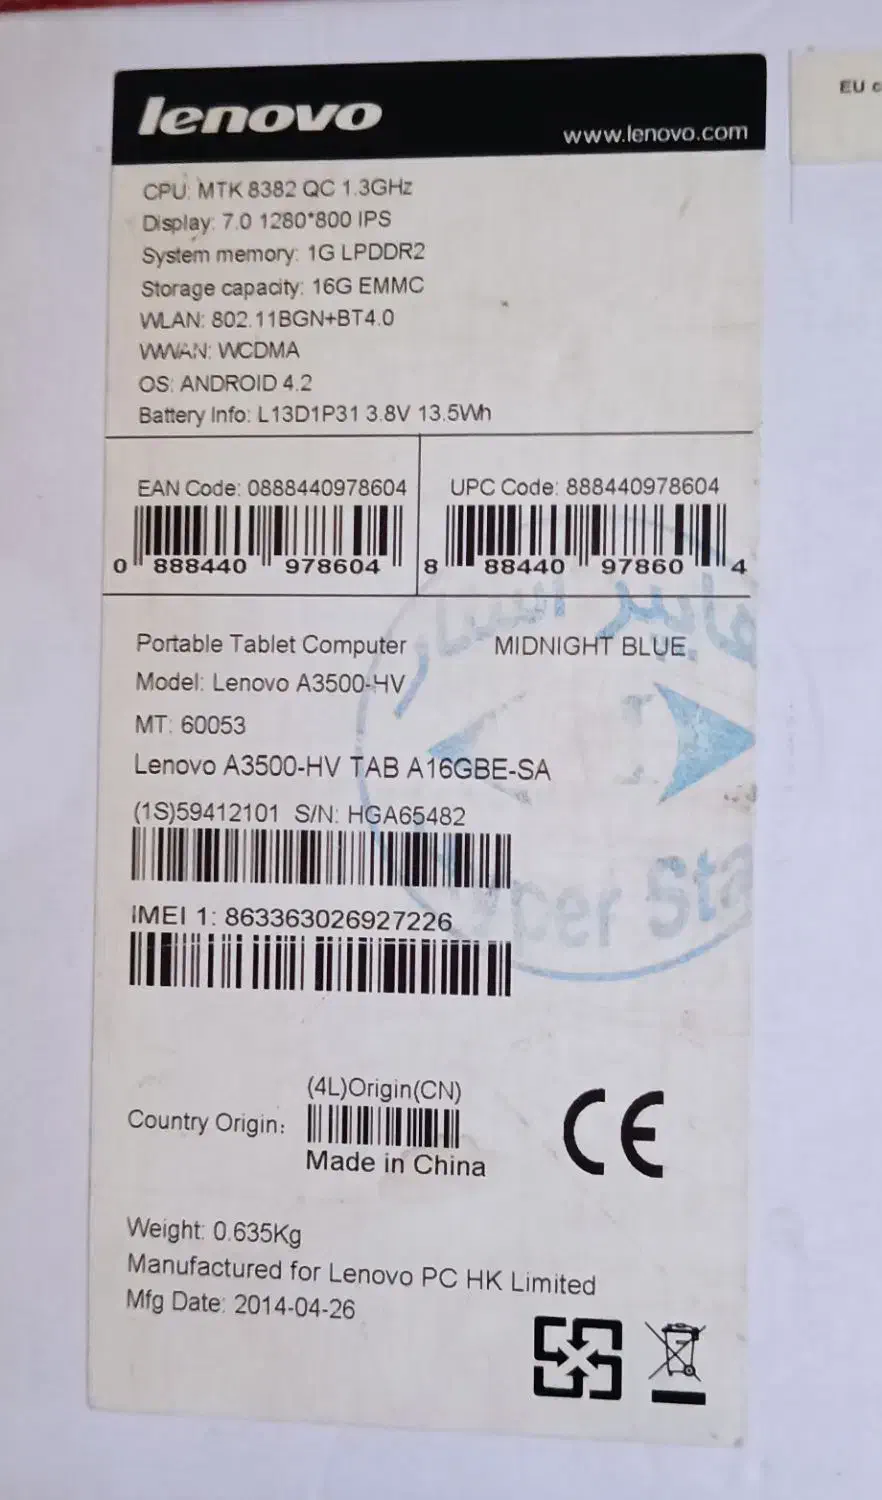 EU c
lenovo
www.lenovo.com
CPU: MTK 8382 QC 1.3GHz
Display: 7.0 1280*800 IPS
System memory: 1G LPDDR2
Storage capacity: 16G EMMC
WLAN: 802.11BGN+BT4.0
WWAN: WCDMA
OS: ANDROID 4.2
Battery Info: L13D1P31 3.8V 13.5Wh
EAN Code: 0888440978604
0 888440 978604
UPC Code: 888440978604
8 88440 97860 4
Portable Tablet Computer MIDNIGHT BLUE
Model: Lenovo A3500-HV
MT: 60053
Lenovo A3500-HV TAB A16GBE-SA
(1S)59412101 S/N: HGA65482
IMEI 1: 863363026927226
هايبر استار
yper Sta
(4L)Origin(CN)
Country Origin:
Made in China
CE
Weight: 0.635Kg
Manufactured for Lenovo PC HK Limited
Mfg Date: 2014-04-26